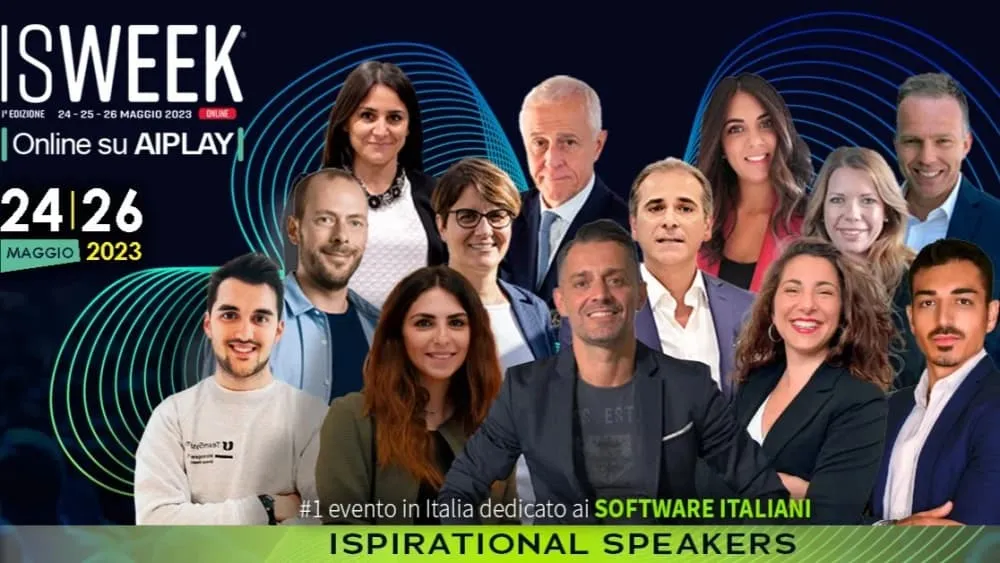 ISWEEK
1ª EDIZIONE 24 - 25 - 26 MAGGIO 2023 ONLINE
Online su AIPLAY
24 26
MAGGIO 2023
#1 evento in Italia dedicato ai SOFTWARE ITALIANI
ISPIRATIONAL SPEAKERS